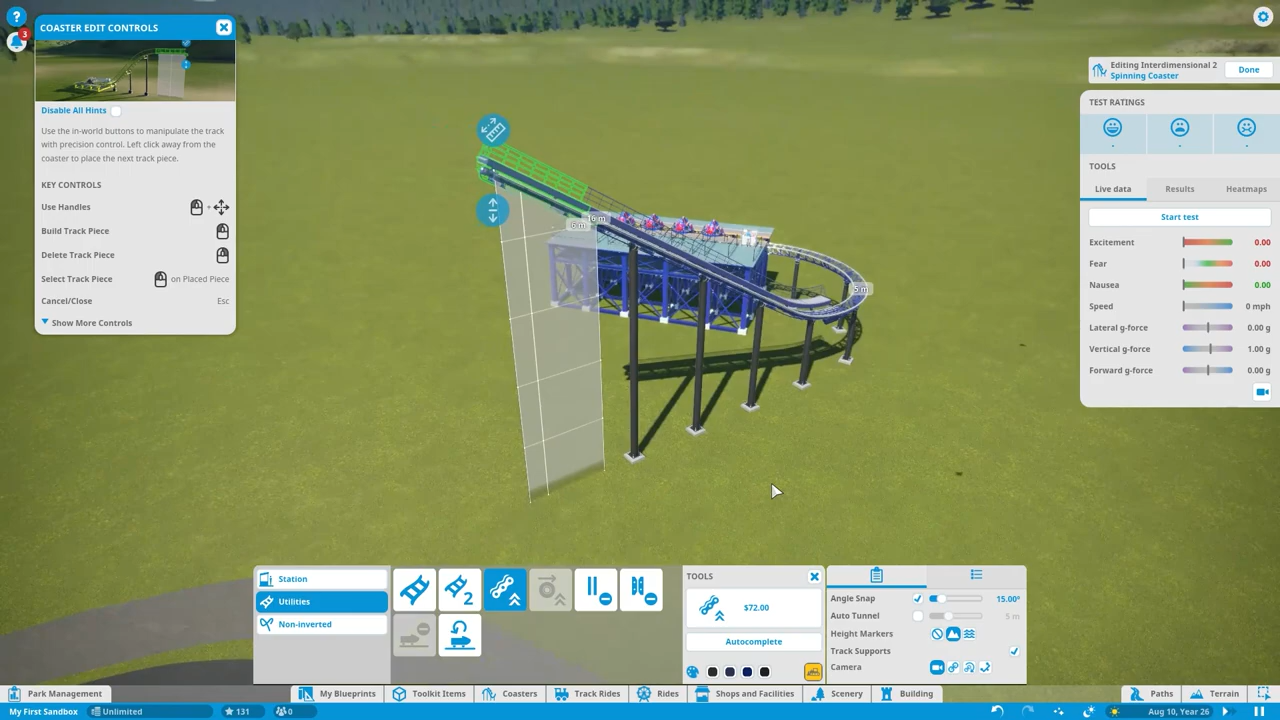 ?
3
COASTER EDIT CONTROLS
Disable All Hints
Use the in-world buttons to manipulate the track
with precision control. Left click away from the
coaster to place the next track piece.
KEY CONTROLS
Use Handles
+
Build Track Piece
Delete Track Piece
Select Track Piece
on Placed Piece
Cancel/Close
Esc
Show More Controls
16 m
6 m
5 m
Editing Interdimensional 2
Spinning Coaster
Done
TEST RATINGS
-
-
-
TOOLS
Live data
Results
Heatmaps
Start test
Excitement
0.00
Fear
0.00
Nausea
0.00
Speed
0 mph
Lateral g-force
0.00 g
Vertical g-force
1.00 g
Forward g-force
0.00 g
Station
Utilities
Non-inverted
2
TOOLS
$72.00
Autocomplete
Angle Snap
15.00°
Auto Tunnel
5 m
Height Markers
Track Supports
Camera
Park Management
My Blueprints
Toolkit Items
Coasters
Track Rides
Rides
Shops and Facilities
Scenery
Building
Paths
Terrain
My First Sandbox
Unlimited
131
0
Aug 10, Year 26